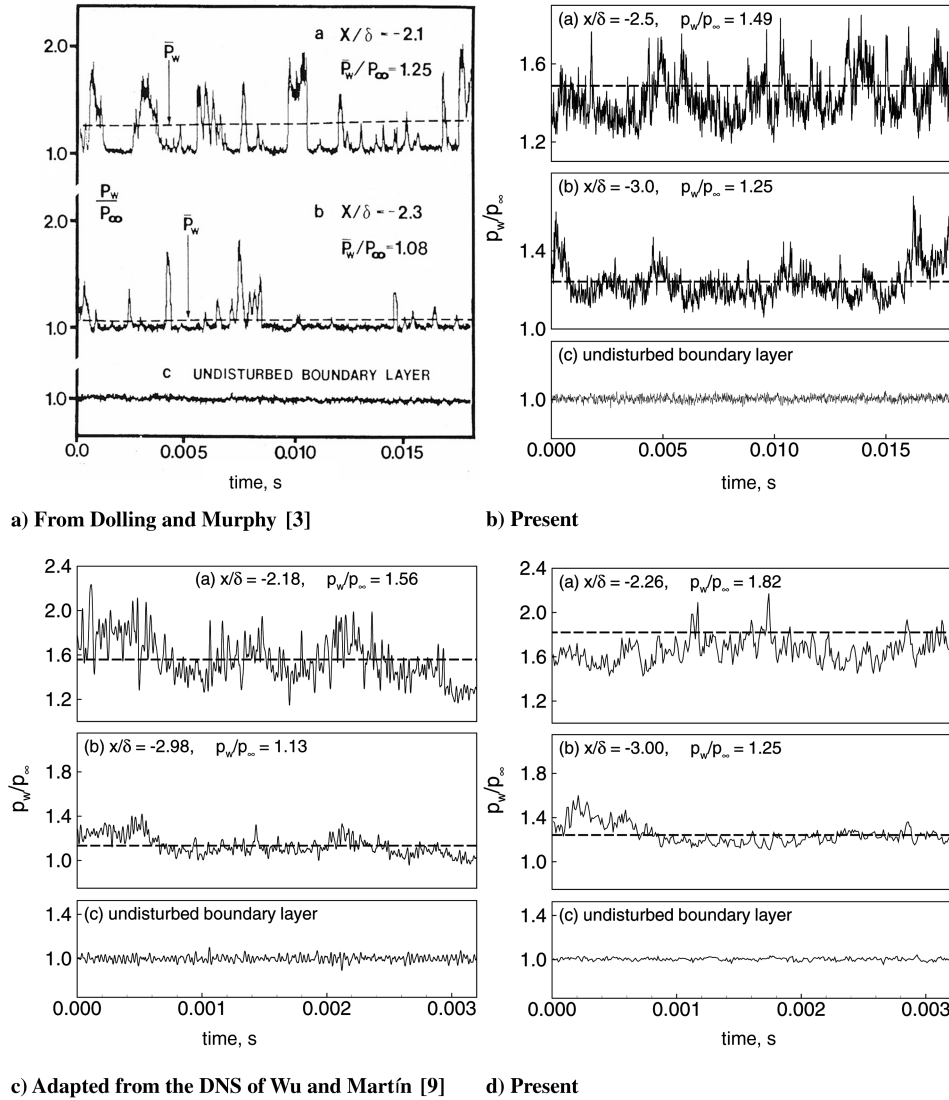 a X/δ = -2.1
P̅w
P̅w/P∞ = 1.25
2.0
1.0
Pw
P∞
P̅w
b X/δ = -2.3
P̅w/P∞ = 1.08
2.0
1.0
c UNDISTURBED BOUNDARY LAYER
1.0
0.0 0.005 0.010 0.015
time, s
a) From Dolling and Murphy [3]
(a) x/δ = -2.5, pw/p∞ = 1.49
1.6
1.2
(b) x/δ = -3.0, pw/p∞ = 1.25
pw/p∞
1.4
1.0
(c) undisturbed boundary layer
1.0
0.000 0.005 0.010 0.015
time, s
b) Present
2.4
(a) x/δ = -2.18, pw/p∞ = 1.56
2.0
1.6
1.2
(b) x/δ = -2.98, pw/p∞ = 1.13
1.8
pw/p∞
1.4
1.0
(c) undisturbed boundary layer
1.4
1.0
0.000 0.001 0.002 0.003
time, s
c) Adapted from the DNS of Wu and Martín [9]
2.4
(a) x/δ = -2.26, pw/p∞ = 1.82
2.0
1.6
1.2
(b) x/δ = -3.00, pw/p∞ = 1.25
1.8
pw/p∞
1.4
1.0
(c) undisturbed boundary layer
1.4
1.0
0.000 0.001 0.002 0.003
time, s
d) Present